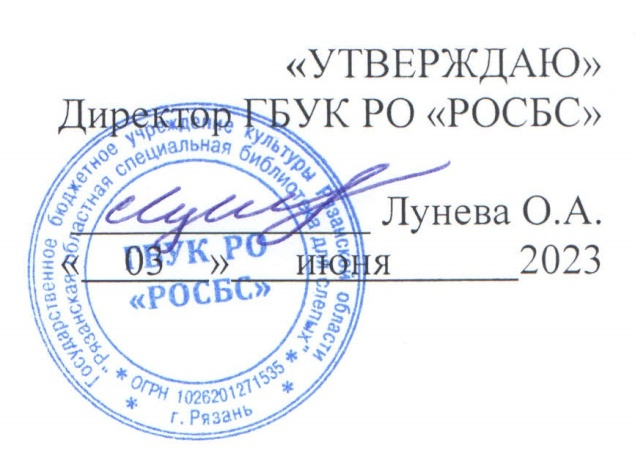 «УТВЕРЖДАЮ»
Директор ГБУК РО «РОСБС»
Лунева О.А.
« 03 » июня 2023
Государственное бюджетное учреждение культуры Рязанской области
"Рязанская областная специальная библиотека для слепых"
ГБУК РО
«РОСБС»
* ОГРН 1026201271535 *
* г. Рязань *